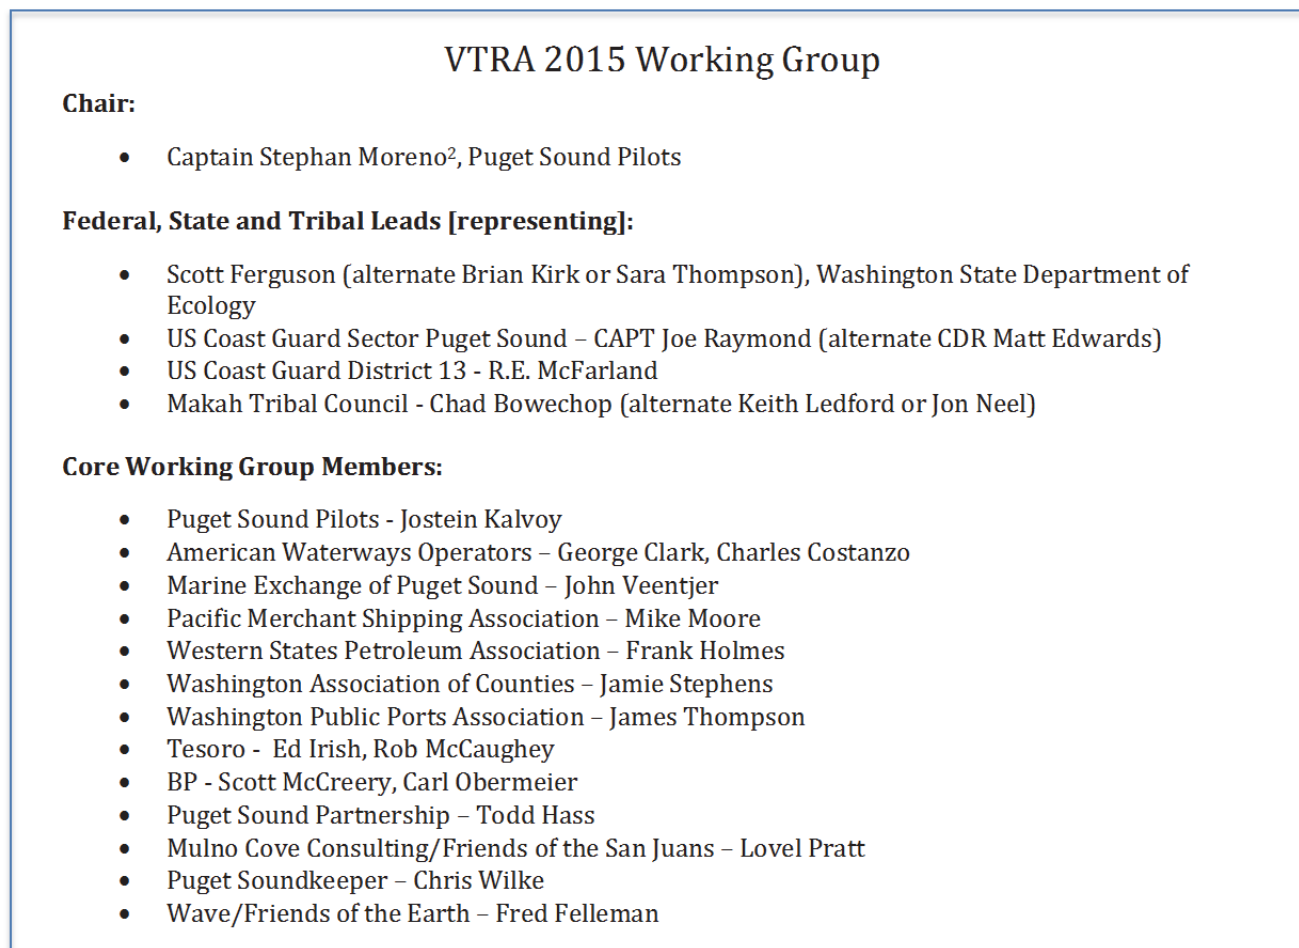 VTRA 2015 Working Group
Chair:
• Captain Stephan Moreno², Puget Sound Pilots
Federal, State and Tribal Leads [representing]:
• Scott Ferguson (alternate Brian Kirk or Sara Thompson), Washington State Department of
Ecology
• US Coast Guard Sector Puget Sound – CAPT Joe Raymond (alternate CDR Matt Edwards)
• US Coast Guard District 13 - R.E. McFarland
• Makah Tribal Council - Chad Bowechop (alternate Keith Ledford or Jon Neel)
Core Working Group Members:
• Puget Sound Pilots - Jostein Kalvoy
• American Waterways Operators – George Clark, Charles Costanzo
• Marine Exchange of Puget Sound – John Veentjer
• Pacific Merchant Shipping Association – Mike Moore
• Western States Petroleum Association – Frank Holmes
• Washington Association of Counties – Jamie Stephens
• Washington Public Ports Association – James Thompson
• Tesoro -  Ed Irish, Rob McCaughey
• BP - Scott McCreery, Carl Obermeier
• Puget Sound Partnership – Todd Hass
• Mulno Cove Consulting/Friends of the San Juans – Lovel Pratt
• Puget Soundkeeper – Chris Wilke
• Wave/Friends of the Earth – Fred Felleman